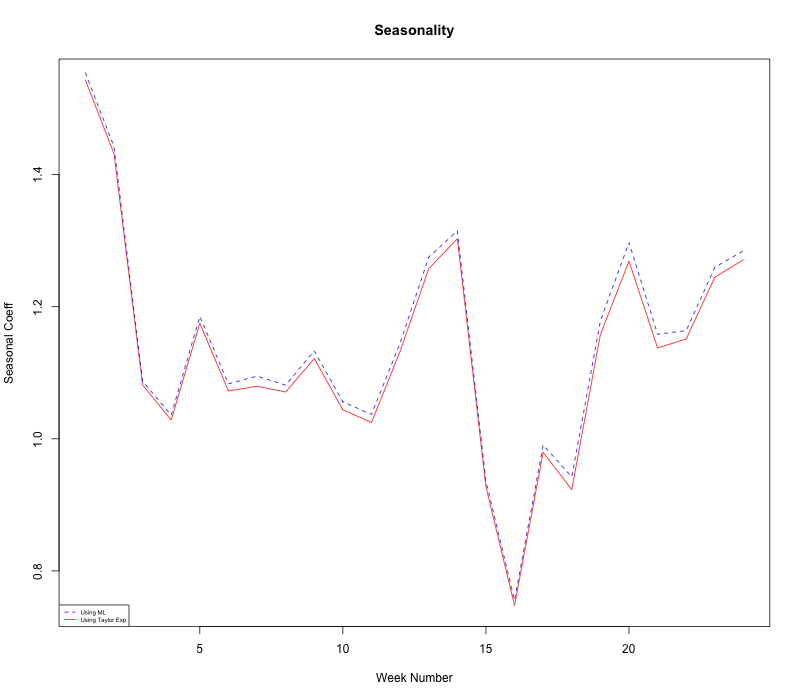 Seasonality
Seasonal Coeff
1.4
1.2
1.0
0.8
Using ML
Using Taylor Exp
5 10 15 20
Week Number